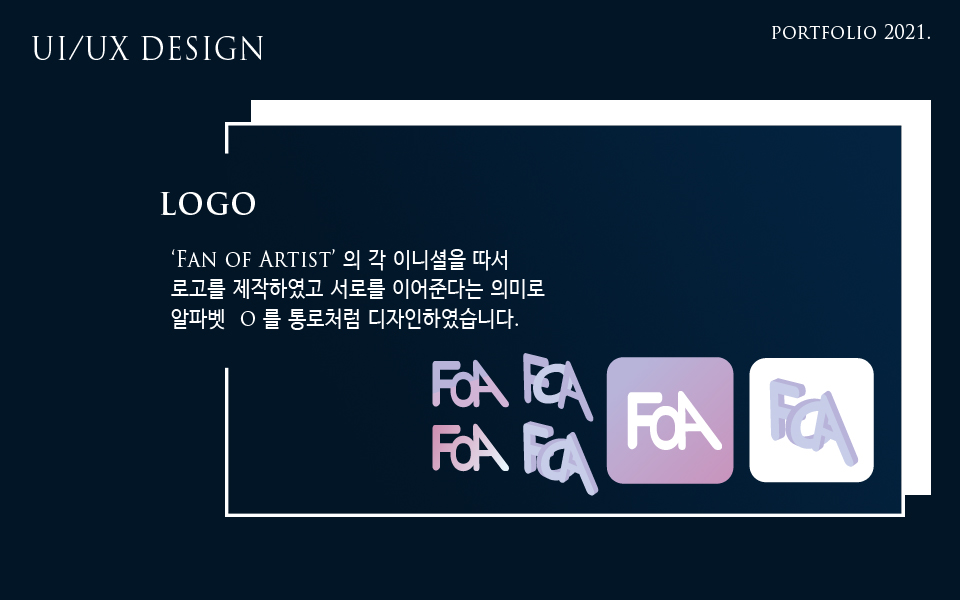 UI/UX DESIGN
PORTFOLIO 2021.
LOGO
‘FAN OF ARTIST’ 의 각 이니셜을 따서
로고를 제작하였고 서로를 이어준다는 의미로
알파벳 O 를 통로처럼 디자인하였습니다.
FOA
FOA
FOA
FOA
FOA
FOA